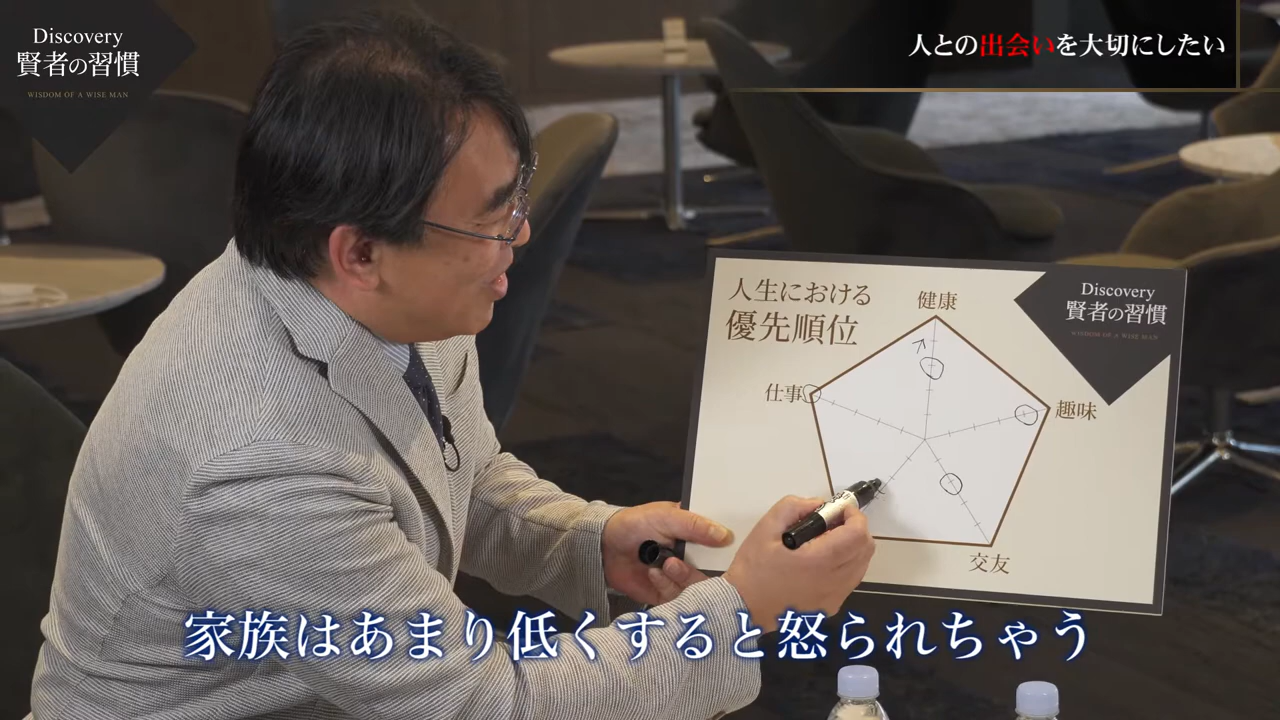 Discovery
賢者の習慣
WISDOM OF A WISE MAN
人との出会いを大切にしたい
人生における
優先順位
健康
Discovery
賢者の習慣
WISDOM OF A WISE MAN
仕事
趣味
交友
家族はあまり低くすると怒られちゃう